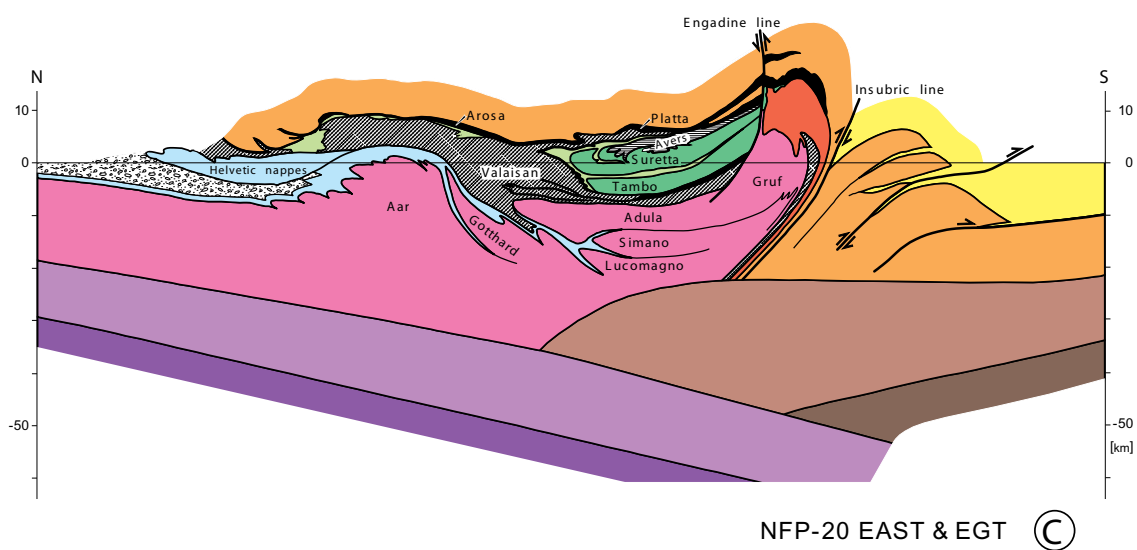 Engadine line
N
S
Insubric line
10
10
Arosa
Platta
Avers
0
0
Helvetic nappes
Suretta
Valaisan
Tambo
Gruf
Aar
Adula
Gotthard
Simano
Lucomagno
-50
-50
[km]
NFP-20 EAST & EGT C